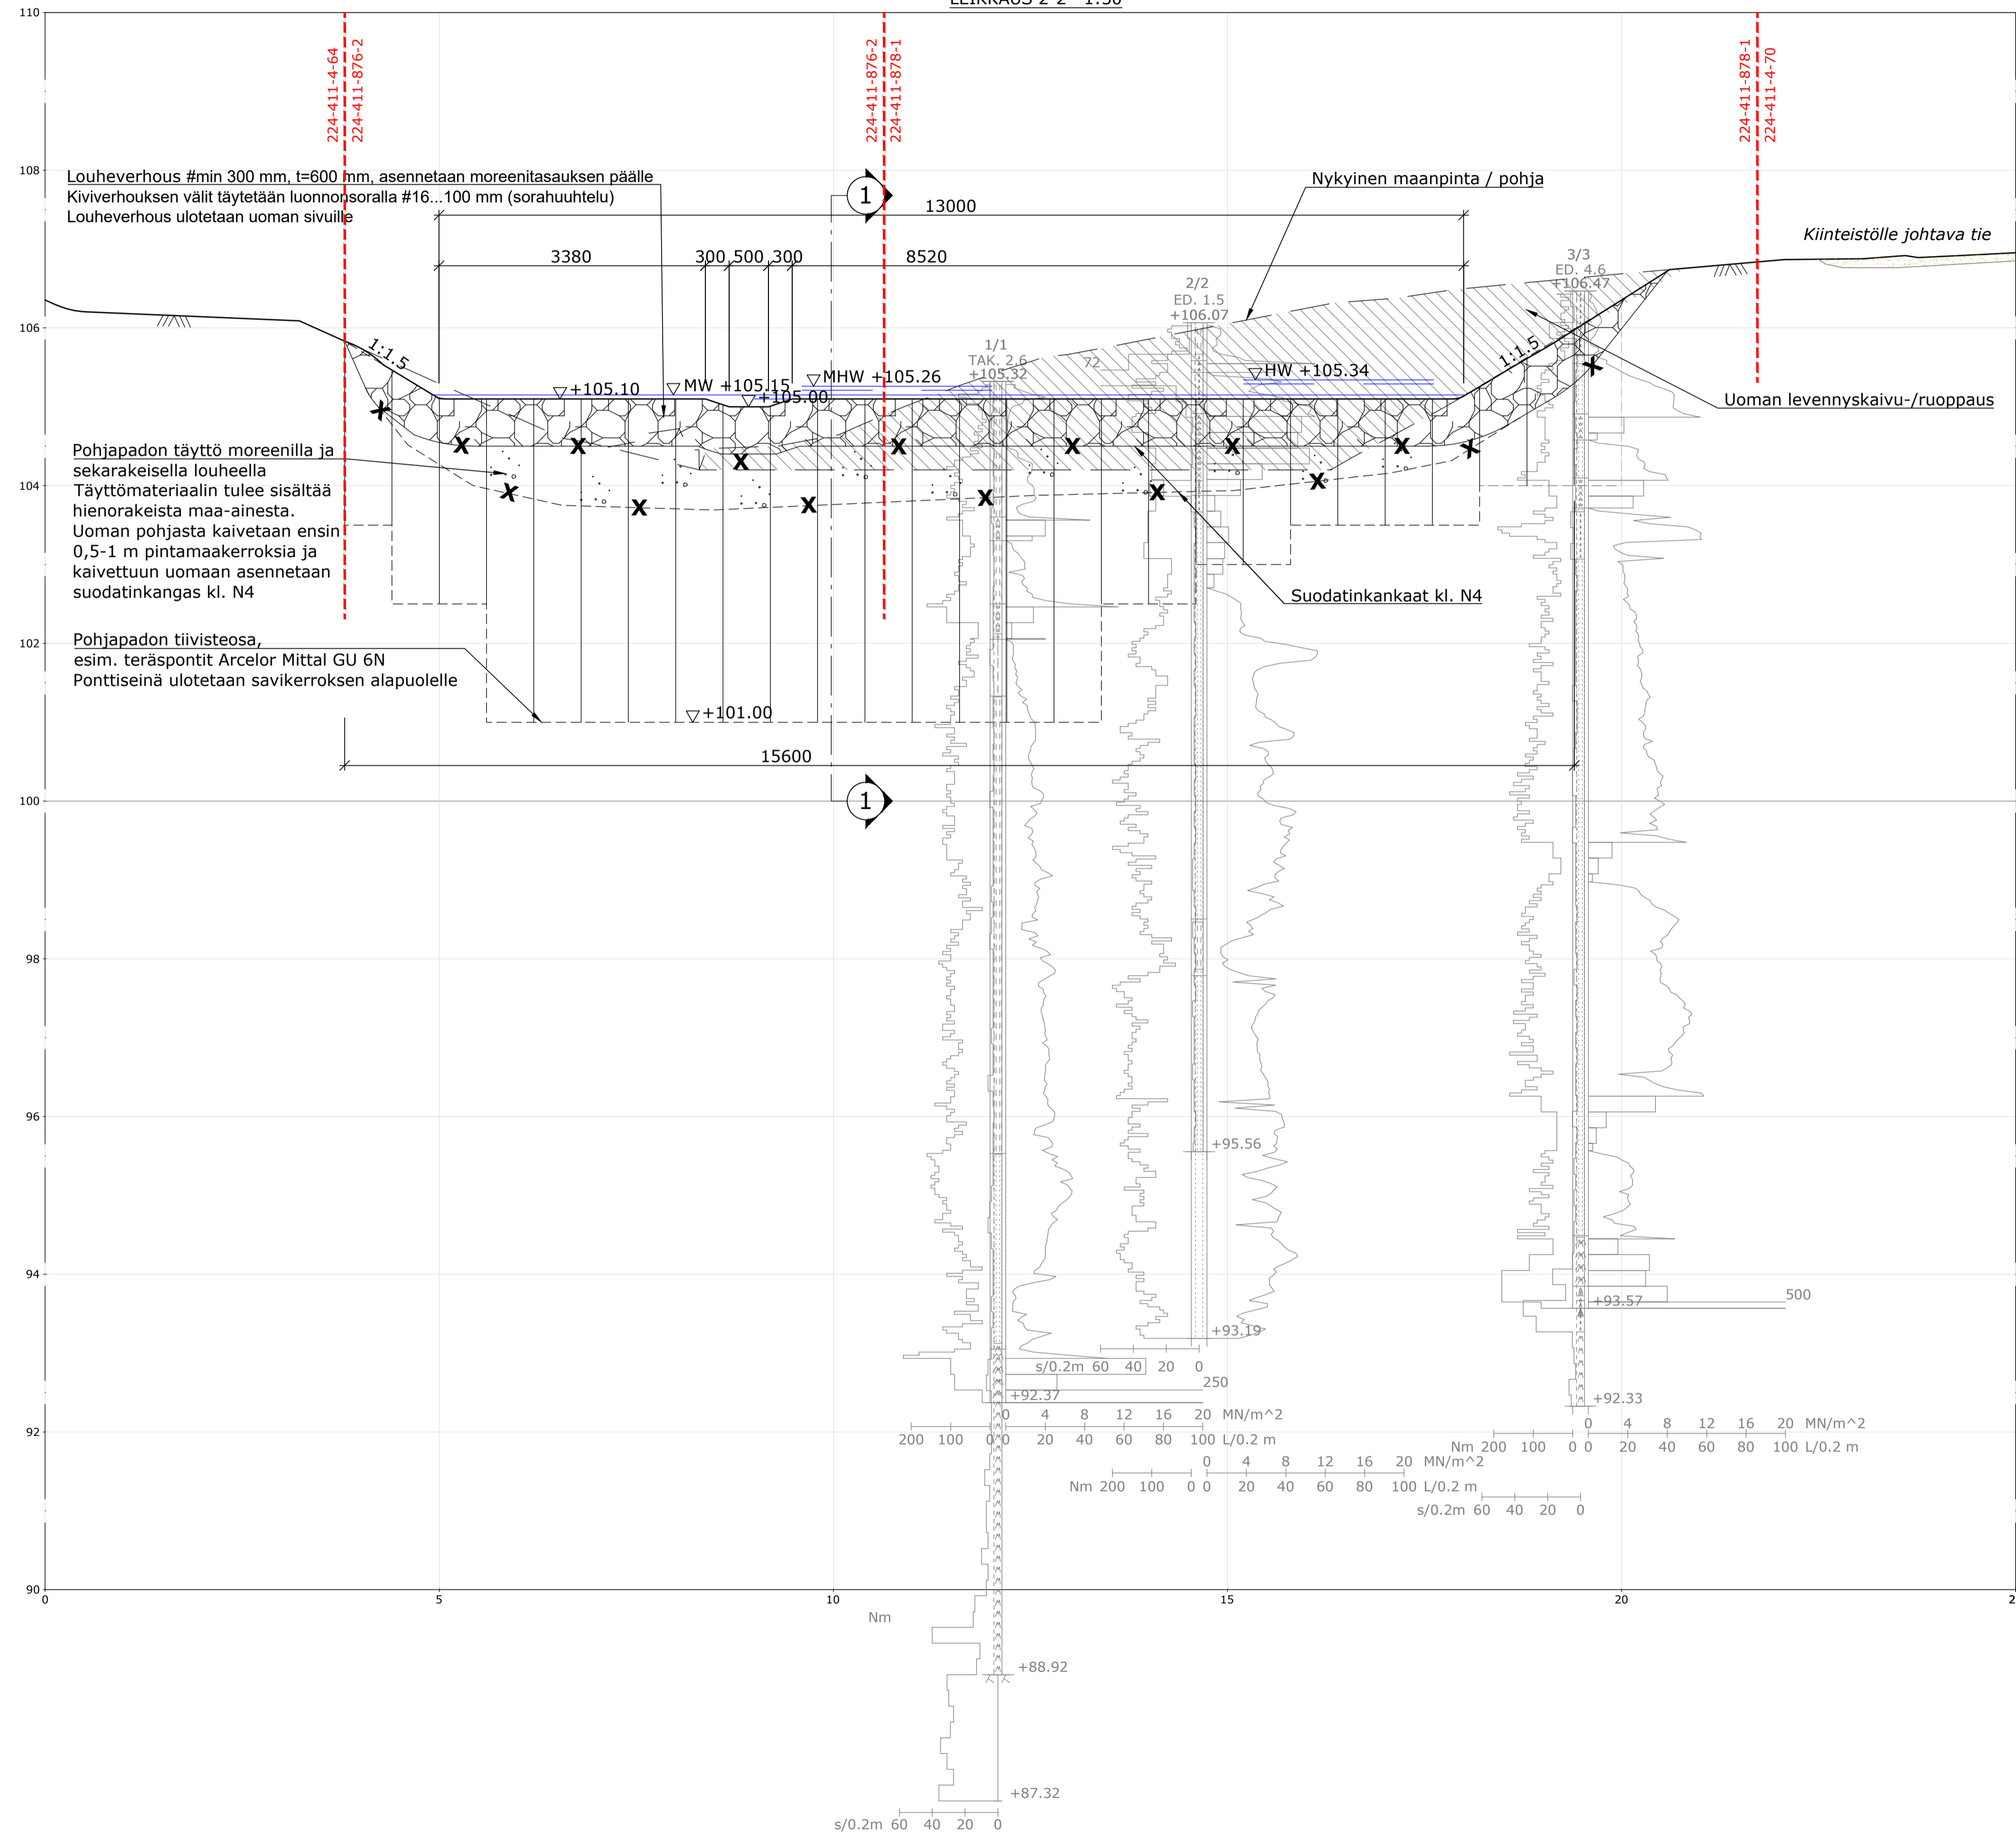 110
108
106
104
102
100
98
96
94
92
90
0
5
10
15
20
224-411-4-64
224-411-876-2
224-411-876-2
224-411-878-1
224-411-878-1
224-411-4-70
Louheverhous #min 300 mm, t=600 mm, asennetaan moreenitasauksen päälle
Kiviverhouksen välit täytetään luonnonsoralla #16...100 mm (sorahuuhtelu)
Louheverhous ulotetaan uoman sivuille
1
Nykyinen maanpinta / pohja
13000
3380
300
500
300
8520
Kiinteistölle johtava tie
3/3
ED. 4.6
+106.47
2/2
ED. 1.5
+106.07
1/1
TAK. 2.6
+105.32
72
1:1.5
1:1.5
+105.10
MW +105.15
+105.00
MHW +105.26
HW +105.34
Uoman levennyskaivu-/ruoppaus
Pohjapadon täyttö moreenilla ja
sekarakeisella louheella
Täyttömateriaalin tulee sisältää
hienorakeista maa-ainesta.
Uoman pohjasta kaivetaan ensin
0,5-1 m pintamaakerroksia ja
kaivettuun uomaan asennetaan
suodatinkangas kl. N4
Suodatinkankaat kl. N4
Pohjapadon tiivisteosa,
esim. teräspontit Arcelor Mittal GU 6N
Ponttiseinä ulotetaan savikerroksen alapuolelle
+101.00
15600
1
+95.56
+93.57
500
+93.19
s/0.2m 60 40 20 0
250
+92.37
+92.33
0 4 8 12 16 20 MN/m^2
200 100 0 0 20 40 60 80 100 L/0.2 m
0 4 8 12 16 20 MN/m^2
Nm 200 100 0 0 20 40 60 80 100 L/0.2 m
0 4 8 12 16 20 MN/m^2
Nm 200 100 0 0 20 40 60 80 100 L/0.2 m
s/0.2m 60 40 20 0
Nm
+88.92
+87.32
s/0.2m 60 40 20 0